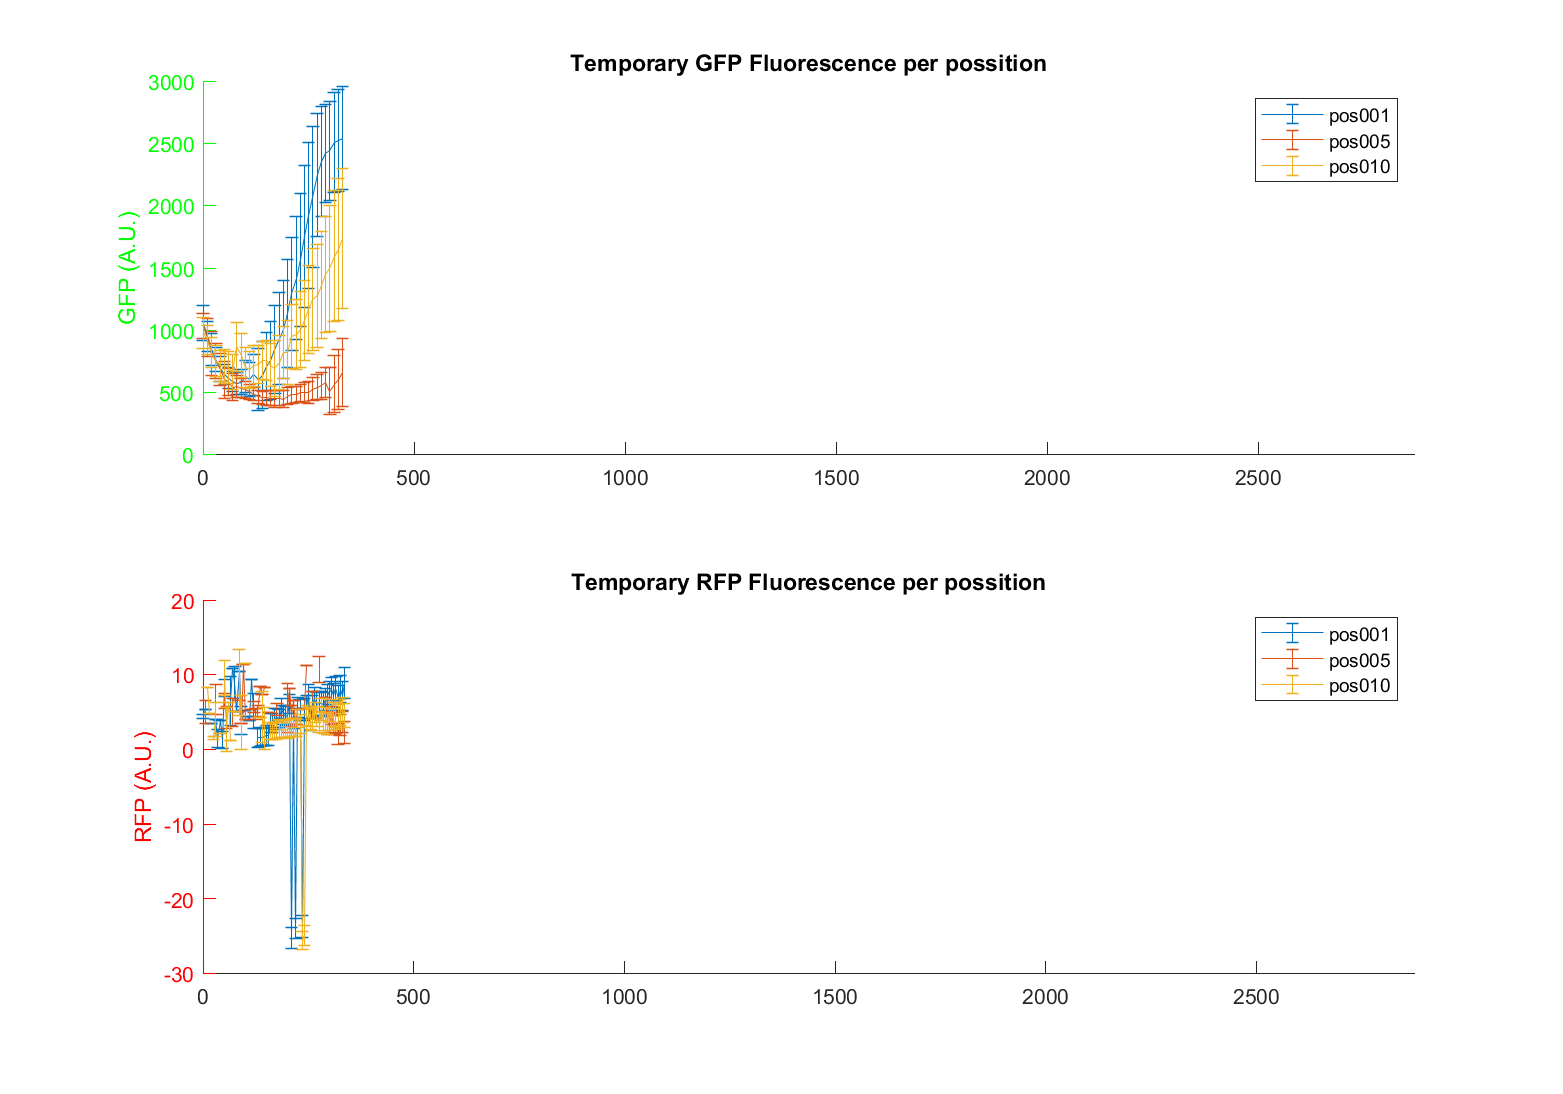 Temporary GFP Fluorescence per possition
3000
2500
2000
1500
1000
500
0
GFP (A.U.)
0 500 1000 1500 2000 2500
pos001
pos005
pos010
Temporary RFP Fluorescence per possition
20
10
0
-10
-20
-30
RFP (A.U.)
0 500 1000 1500 2000 2500
pos001
pos005
pos010